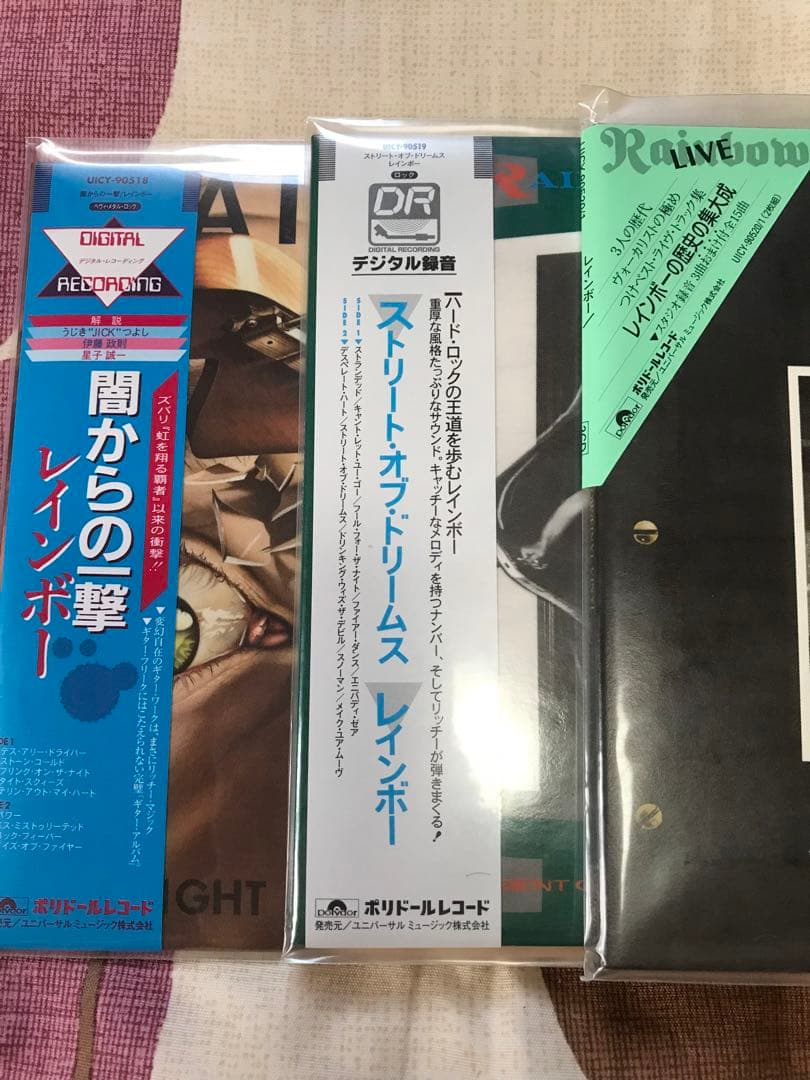 UICY-90518
闇からの一撃/レインボー
ヘヴィ・メタル・ロック
DIGITAL
デジタル・レコーディング
RECORDING
解説
うじき"JICK"つよし
伊藤 政則
星子 誠一
ズバリ『虹を翔る覇者』以来の衝撃!!
闇からの一撃
レインボー
▼変幻自在のギター・ワークは、まさにリッチー・マジック
ギター・フリークにはこたえられない完璧『ギター・アルバム』。
DE1
デス・アリー・ドライバー
ストーン・コールド
ブリング・オン・ザ・ナイト
タイト・スクィーズ
テリン・アウト・マイ・ハート
DE2
パワー
ミス・ミストゥリーテッド
ック・フィーバー
イズ・オブ・ファイヤー
Polydor ポリドールレコード
発売元/ユニバーサル ミュージック株式会社
A I
IGHT
UICY-90519
ストリート・オブ・ドリームス
レインボー
ロック
DR
DIGITAL RECORDING
デジタル録音
ハード・ロックの王道を歩むレインボー
重厚な風格たっぷりなサウンド。キャッチーなメロディを持つナンバー、そしてリッチーが弾きまくる!
ストリート・オブ・ドリームス レインボー
SIDE 1▼ストランデッド/キャント・レット・ユー・ゴー/フール・フォー・ザ・ナイト/ファイアー・ダンス/エニバディ・ゼア
SIDE 2▼デスペレート・ハート/ストリート・オブ・ドリームス/ドリンキング・ウィズ・ザ・デビル/スノーマン/メイク・ユア・ムーヴ
Polydor ポリドールレコード
発売元/ユニバーサル ミュージック株式会社
RAI
Rainbow
LIVE
3人の歴代
ヴォーカリストの極め
つけ・ベスト・ライヴ・トラック集
レインボーの歴史の集大成
▼スタジオ録音3曲おまけ付全15曲
UICY-90520/1(2枚組)
Polydor ポリドールレコード
発売元/ユニバーサル ミュージック株式会社
レインボー/
2CD